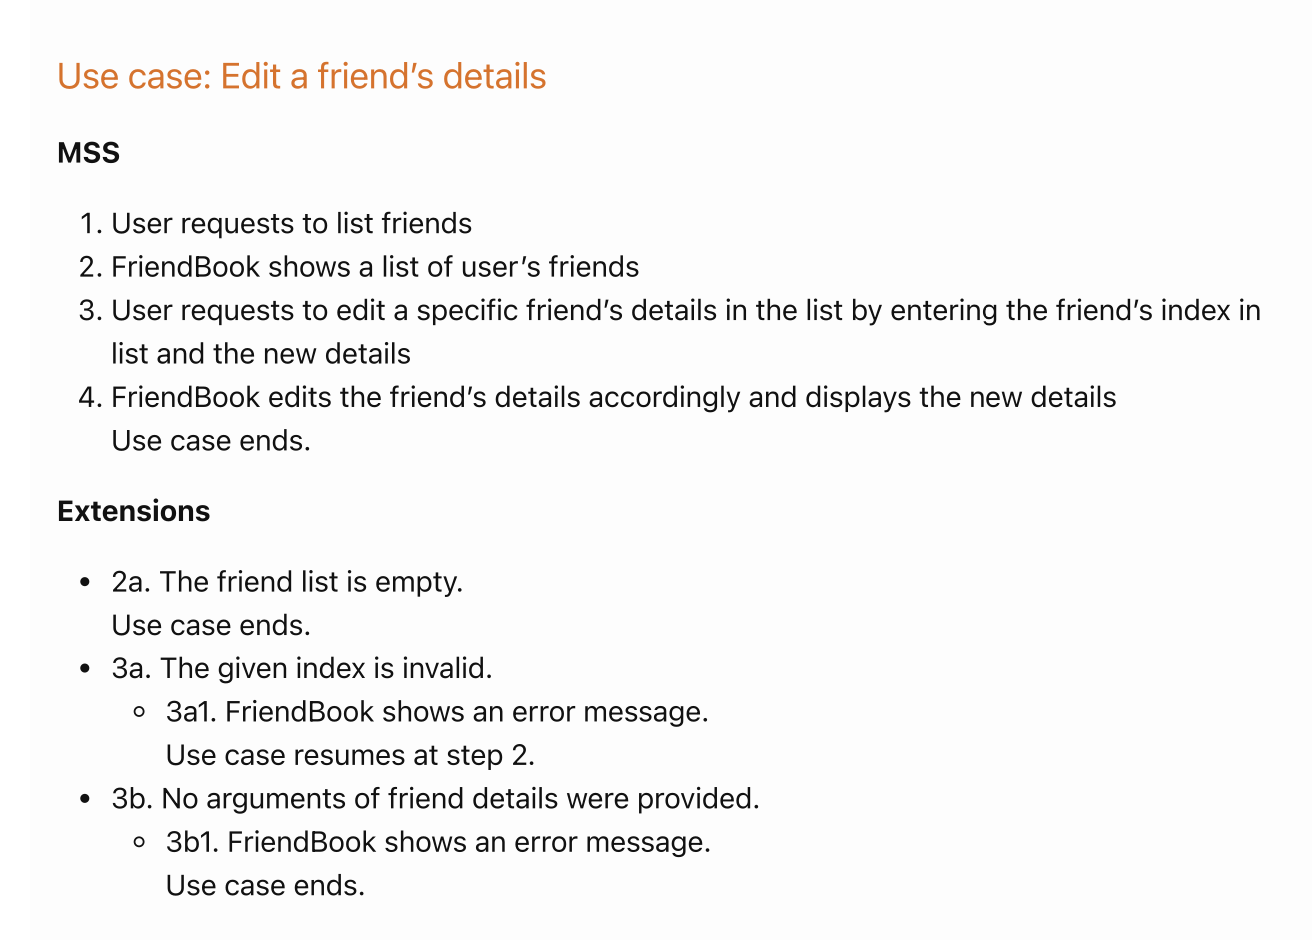 Use case: Edit a friend’s details
MSS
1. User requests to list friends
2. FriendBook shows a list of user’s friends
3. User requests to edit a specific friend’s details in the list by entering the friend’s index in
list and the new details
4. FriendBook edits the friend’s details accordingly and displays the new details
Use case ends.
Extensions
• 2a. The friend list is empty.
Use case ends.
• 3a. The given index is invalid.
◦ 3a1. FriendBook shows an error message.
Use case resumes at step 2.
• 3b. No arguments of friend details were provided.
◦ 3b1. FriendBook shows an error message.
Use case ends.